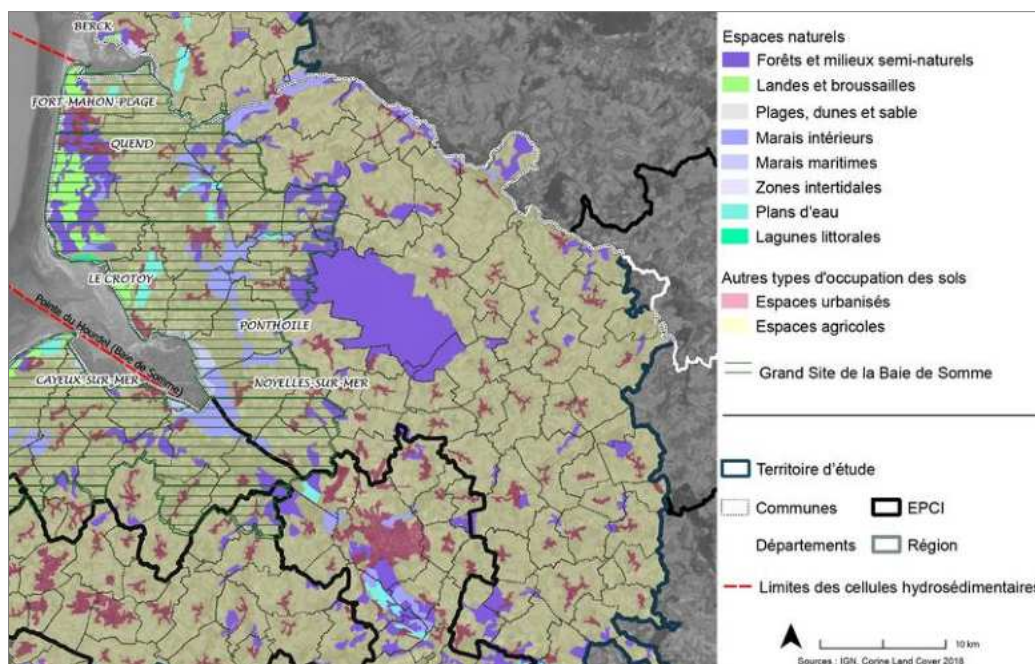 BERCK
FORT-MAHON-PLAGE
QUEND
LE CROTOY
Pointe du Hourdel (Baie de Somme)
PONTHOILE
CAYEUX-SUR-MER
NOYELLES-SUR-MER
Espaces naturels
Forêts et milieux semi-naturels
Landes et broussailles
Plages, dunes et sable
Marais intérieurs
Marais maritimes
Zones intertidales
Plans d'eau
Lagunes littorales
Autres types d'occupation des sols
Espaces urbanisés
Espaces agricoles
Grand Site de la Baie de Somme
Territoire d'étude
Communes
EPCI
Départements
Région
Limites des cellules hydrosédimentaires
10 km
Sources : IGN, Corine Land Cover 2018